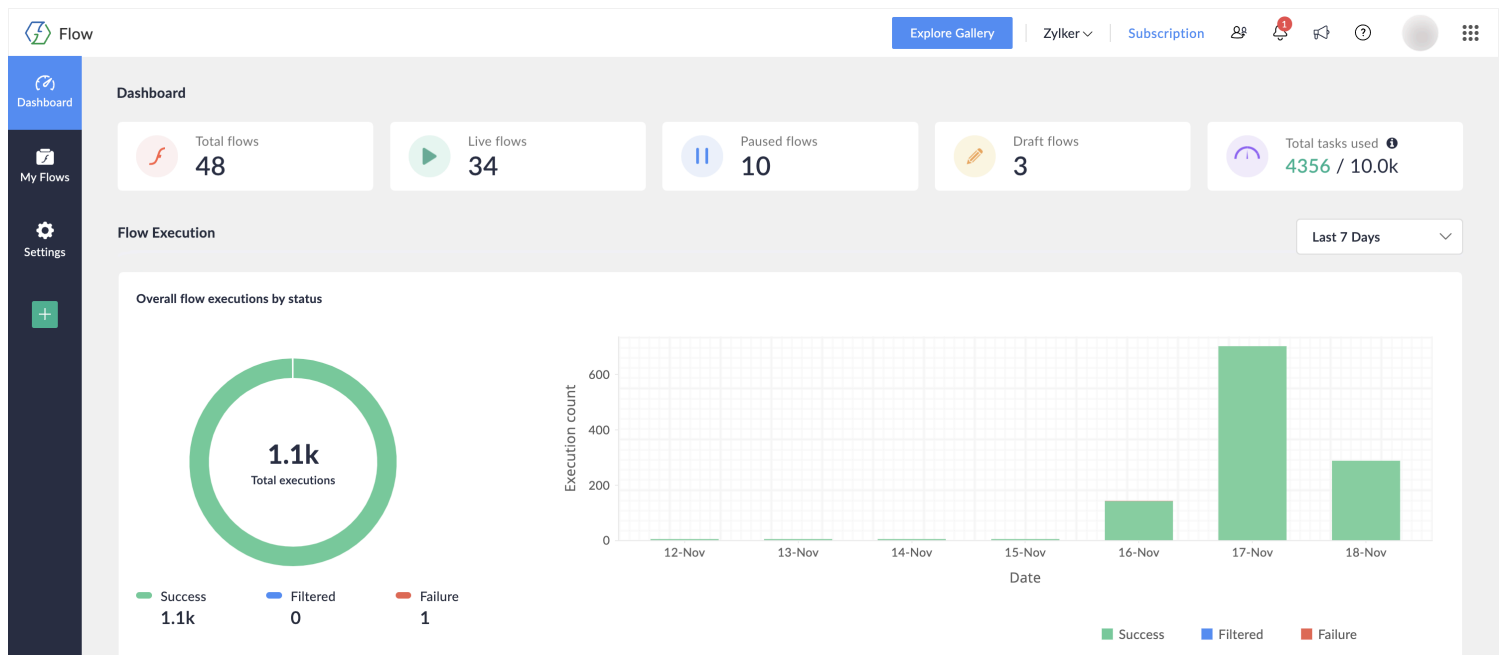 Flow
Explore Gallery
Zylker
Subscription
1
Dashboard
My Flows
Settings
Dashboard
Total flows
48
Live flows
34
Paused flows
10
Draft flows
3
Total tasks used
4356 / 10.0k
Flow Execution
Last 7 Days
Overall flow executions by status
1.1k
Total executions
Success
1.1k
Filtered
0
Failure
1
Execution count
600
400
200
0
12-Nov 13-Nov 14-Nov 15-Nov 16-Nov 17-Nov 18-Nov
Date
Success Filtered Failure